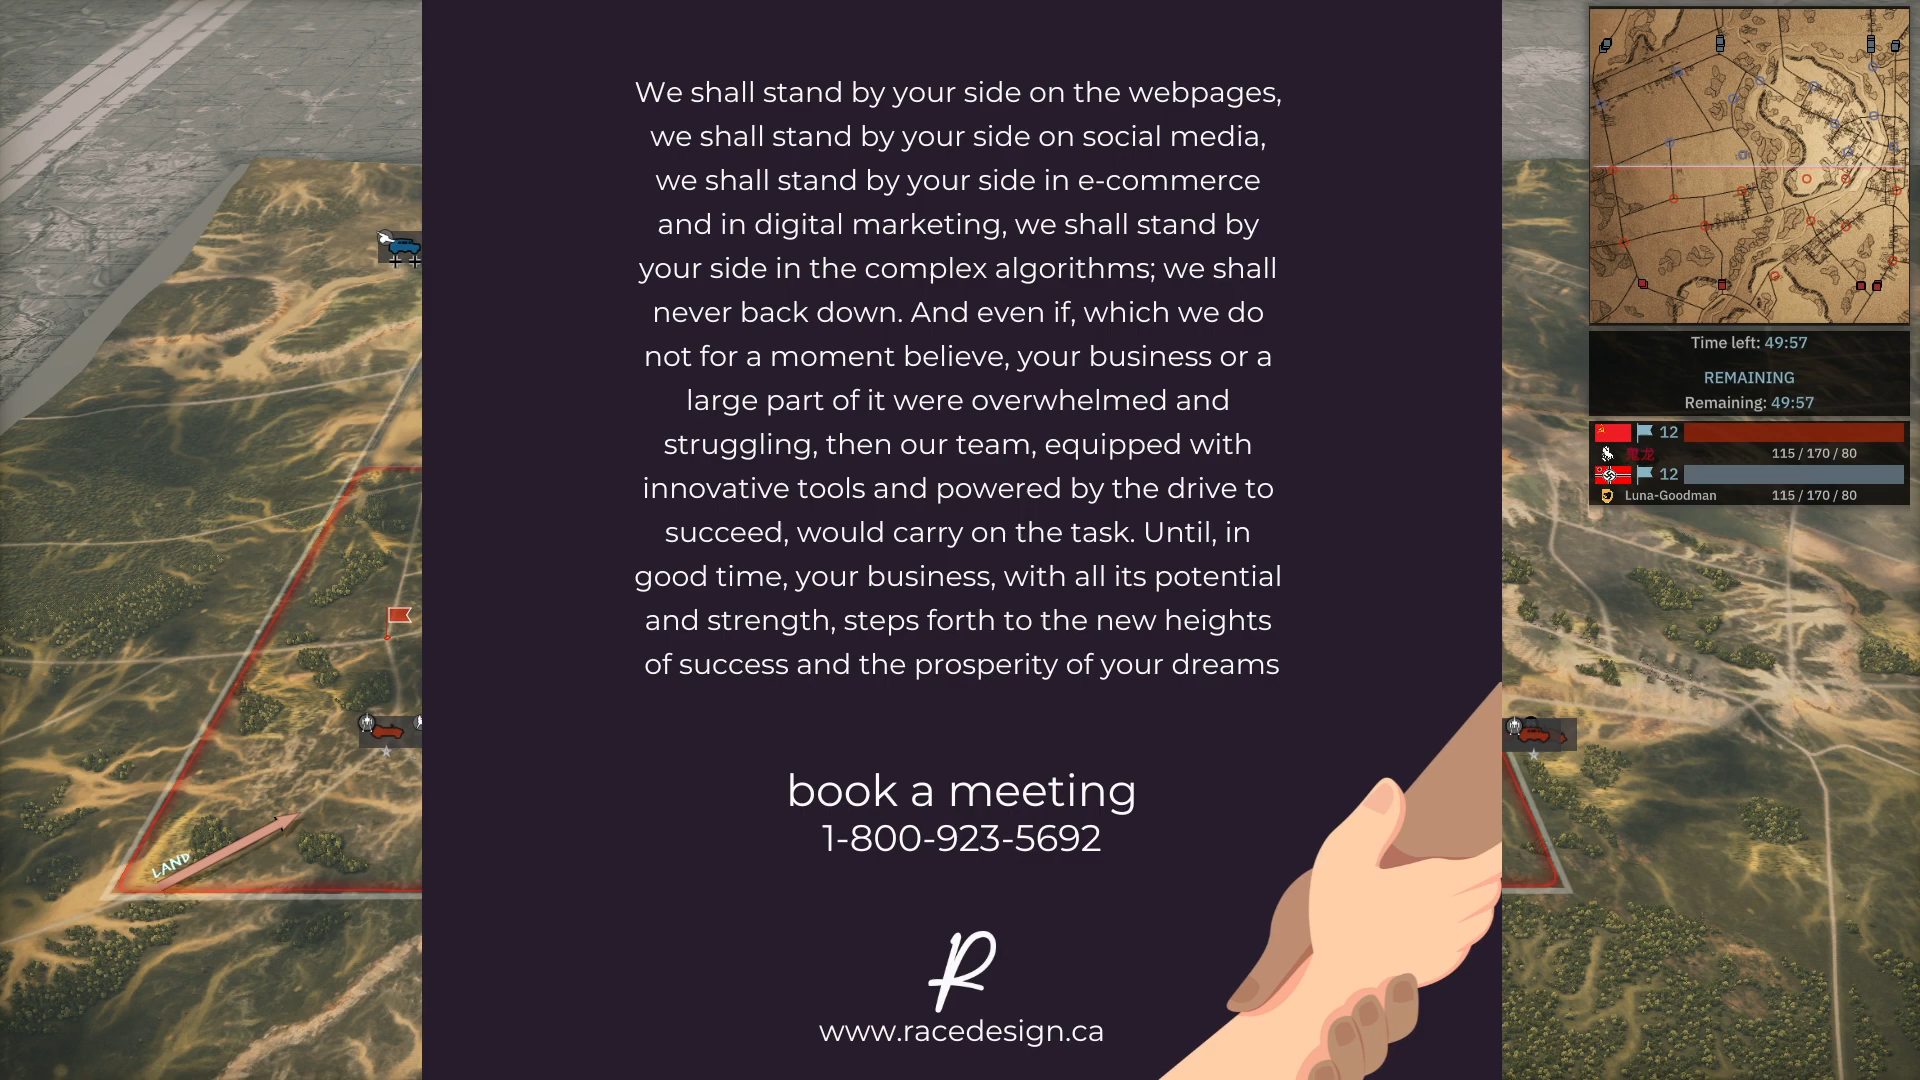 We shall stand by your side on the webpages,
we shall stand by your side on social media,
we shall stand by your side in e-commerce
and in digital marketing, we shall stand by
your side in the complex algorithms; we shall
never back down. And even if, which we do
not for a moment believe, your business or a
large part of it were overwhelmed and
struggling, then our team, equipped with
innovative tools and powered by the drive to
succeed, would carry on the task. Until, in
good time, your business, with all its potential
and strength, steps forth to the new heights
of success and the prosperity of your dreams
book a meeting
1-800-923-5692
R
www.racedesign.ca
LAND
Time left: 49:57
REMAINING
Remaining: 49:57
12
115 / 170 / 80
12
Luna-Goodman 115 / 170 / 80